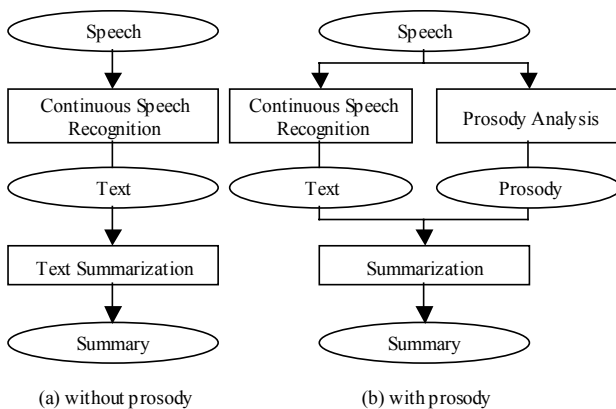 Speech
Continuous Speech
Recognition
Text
Text Summarization
Summary
(a) without prosody
Speech
Continuous Speech
Recognition
Prosody Analysis
Text
Prosody
Summarization
Summary
(b) with prosody